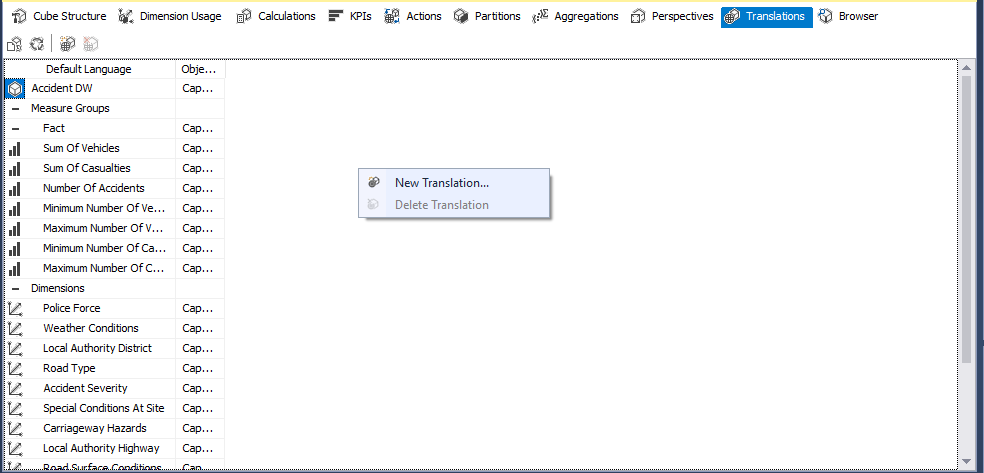 Cube Structure Dimension Usage Calculations KPIs Actions Partitions Aggregations Perspectives Translations Browser
Default Language Obje...
Accident DW Cap...
Measure Groups
Fact Cap...
Sum Of Vehicles Cap...
Sum Of Casualties Cap...
New Translation...
Number Of Accidents Cap...
Delete Translation
Minimum Number Of Ve... Cap...
Maximum Number Of V... Cap...
Minimum Number Of Ca... Cap...
Maximum Number Of C... Cap...
Dimensions
Police Force Cap...
Weather Conditions Cap...
Local Authority District Cap...
Road Type Cap...
Accident Severity Cap...
Special Conditions At Site Cap...
Carriageway Hazards Cap...
Local Authority Highway Cap...
Road Surface Conditions Cap...